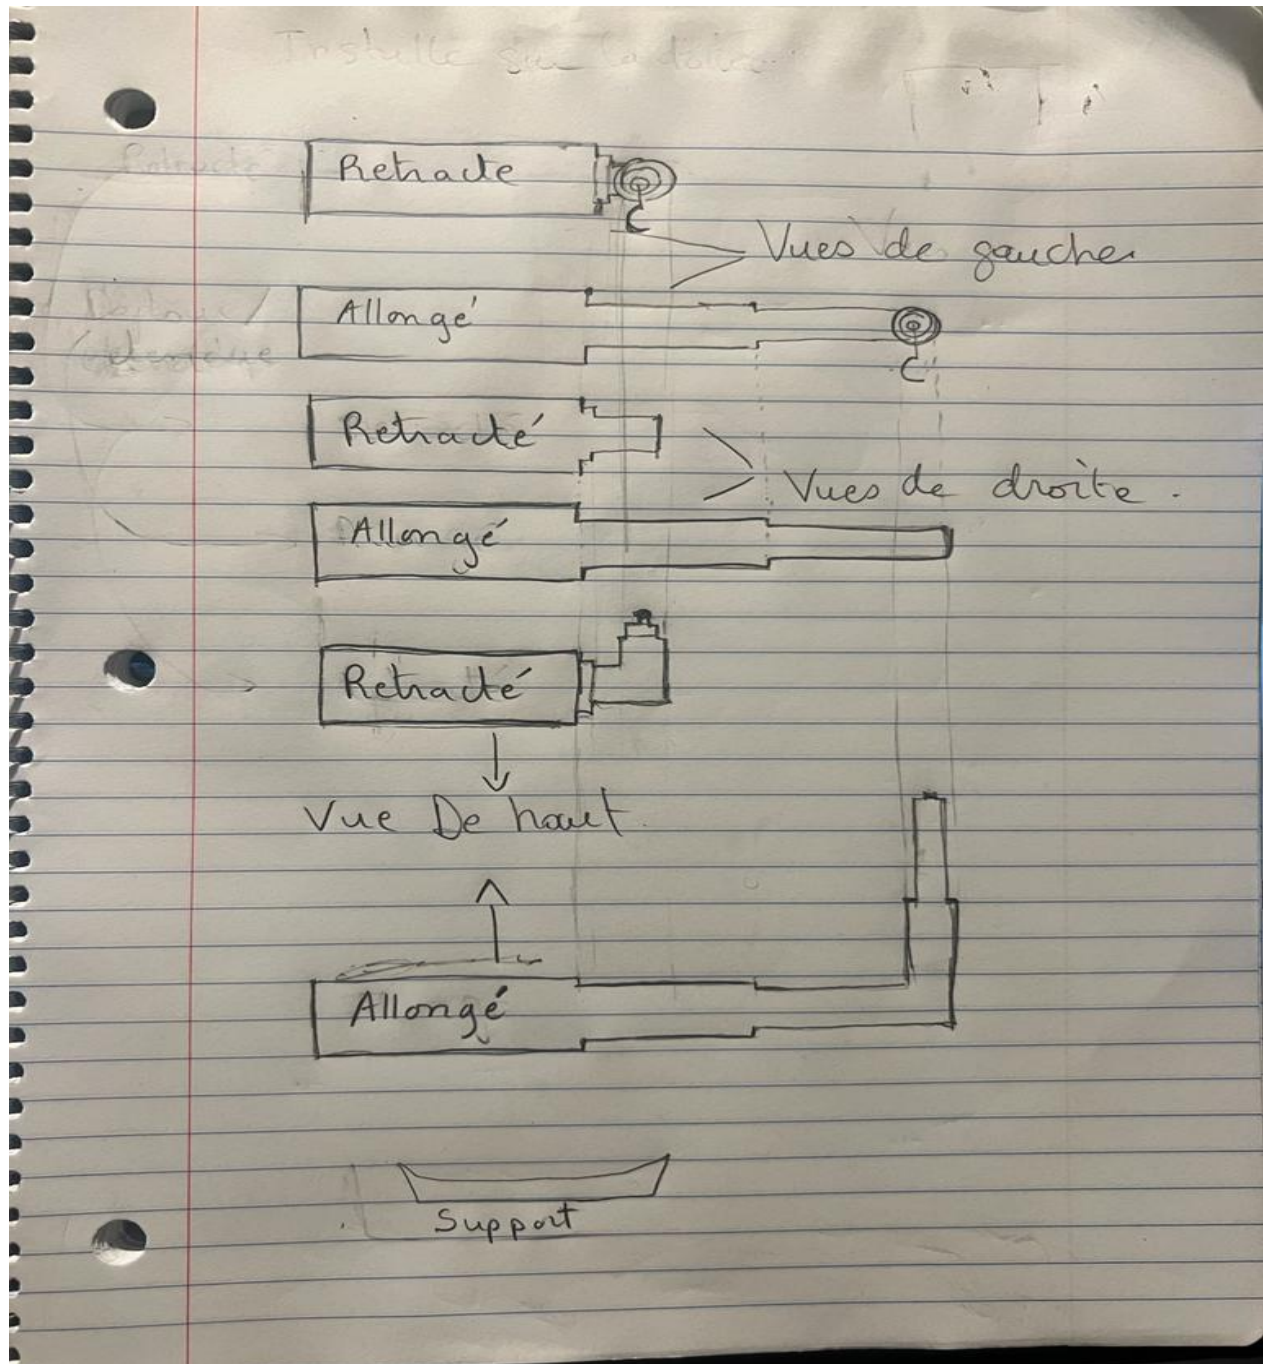 Retracte
Vues de gauche
Allongé
Retracté
Vues de droite.
Allongé
Retracté
Vue De haut
Allongé
Support